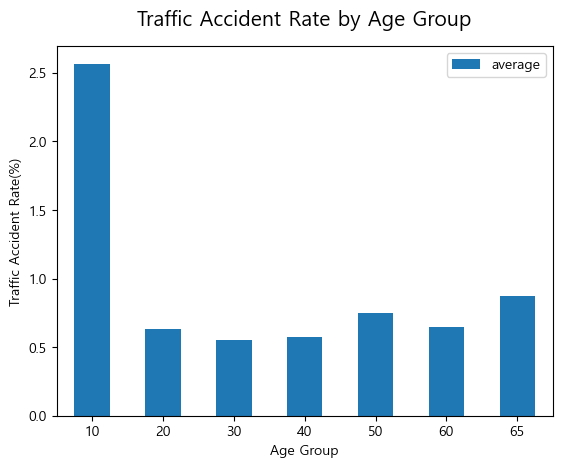 Traffic Accident Rate by Age Group
average
Traffic Accident Rate(%)
2.5
2.0
1.5
1.0
0.5
0.0
10 20 30 40 50 60 65
Age Group